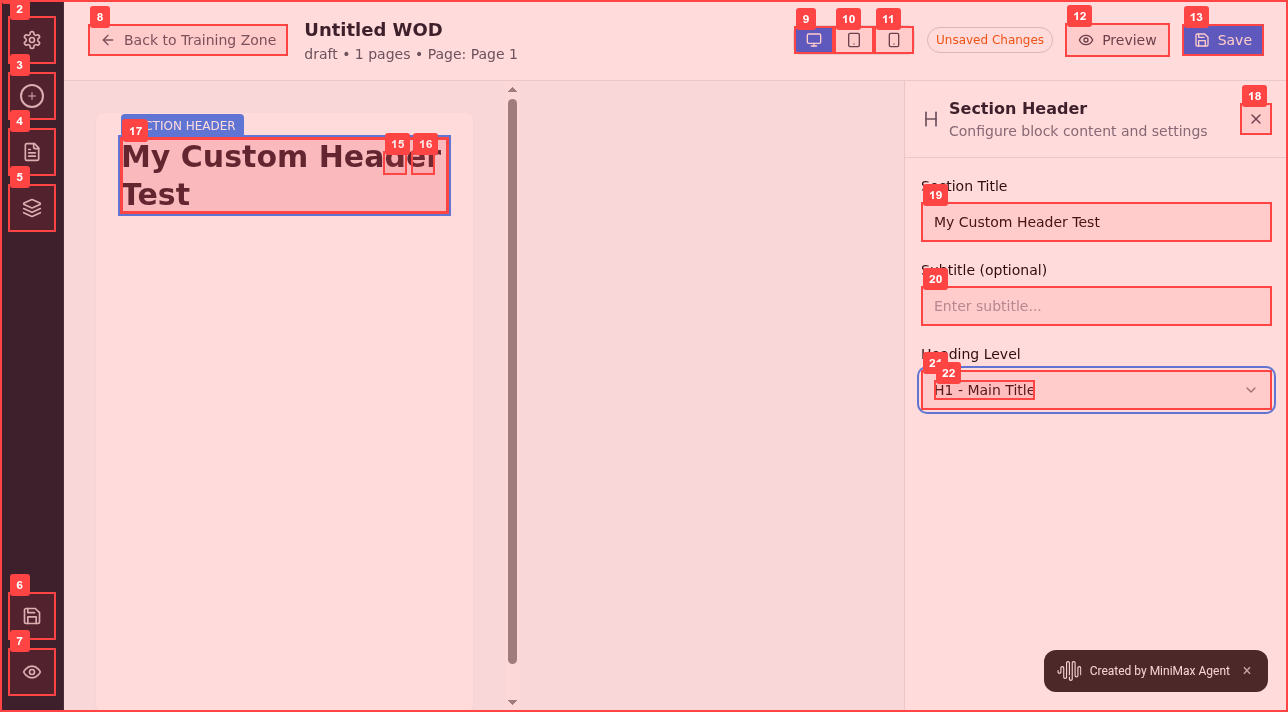 2
3
4
5
6
7
8
Back to Training Zone
Untitled WOD
draft • 1 pages • Page: Page 1
9
10
11
Unsaved Changes
12
Preview
13
Save
17
CTION HEADER
15
16
My Custom Header
Test
18
Section Header
Configure block content and settings
Section Title
19
My Custom Header Test
Subtitle (optional)
20
Enter subtitle...
Heading Level
21
22
H1 - Main Title
Created by MiniMax Agent